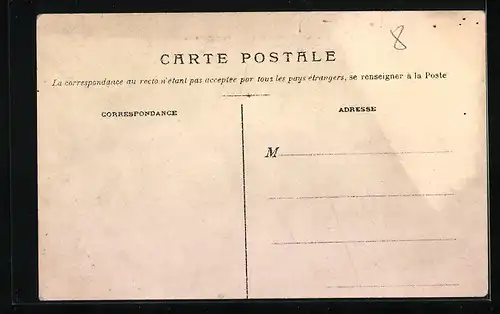 8
CARTE POSTALE
La correspondance au recto n'étant pas acceptée par tous les pays étrangers, se renseigner à la Poste
CORRESPONDANCE
ADRESSE
M